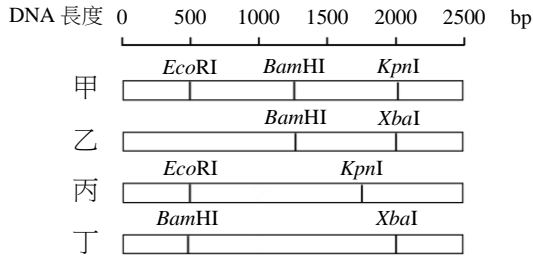 DNA 長度 0 500 1000 1500 2000 2500 bp
EcoRI BamHI KpnI
甲
BamHI XbaI
乙
EcoRI KpnI
丙
BamHI XbaI
丁